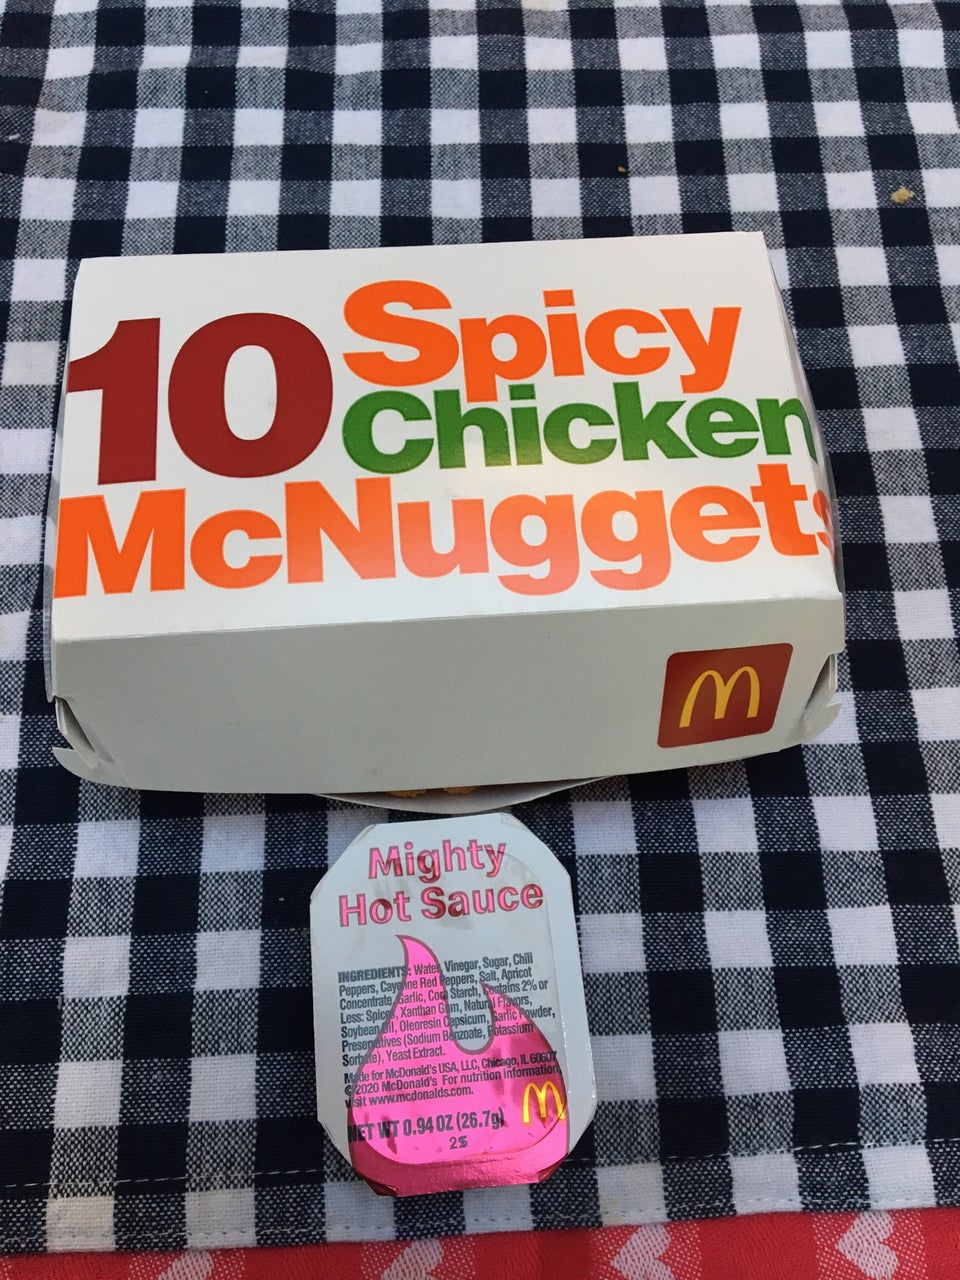 10 Spicy
Chicken
McNuggets
Mighty
Hot Sauce
INGREDIENTS: Water, Vinegar, Sugar, Chili
Peppers, Cayenne Red Peppers, Salt, Apricot
Concentrate, Garlic, Corn Starch, Contains 2% or
Less: Spices, Xanthan Gum, Natural Flavors,
Soybean Oil, Oleoresin Capsicum, Garlic Powder,
Preservatives (Sodium Benzoate, Potassium
Sorbate), Yeast Extract.
Made for McDonald's USA, LLC, Chicago, IL 60607
©2020 McDonald's For nutrition information
visit www.mcdonalds.com.
NET WT 0.94 OZ (26.7g)
2S